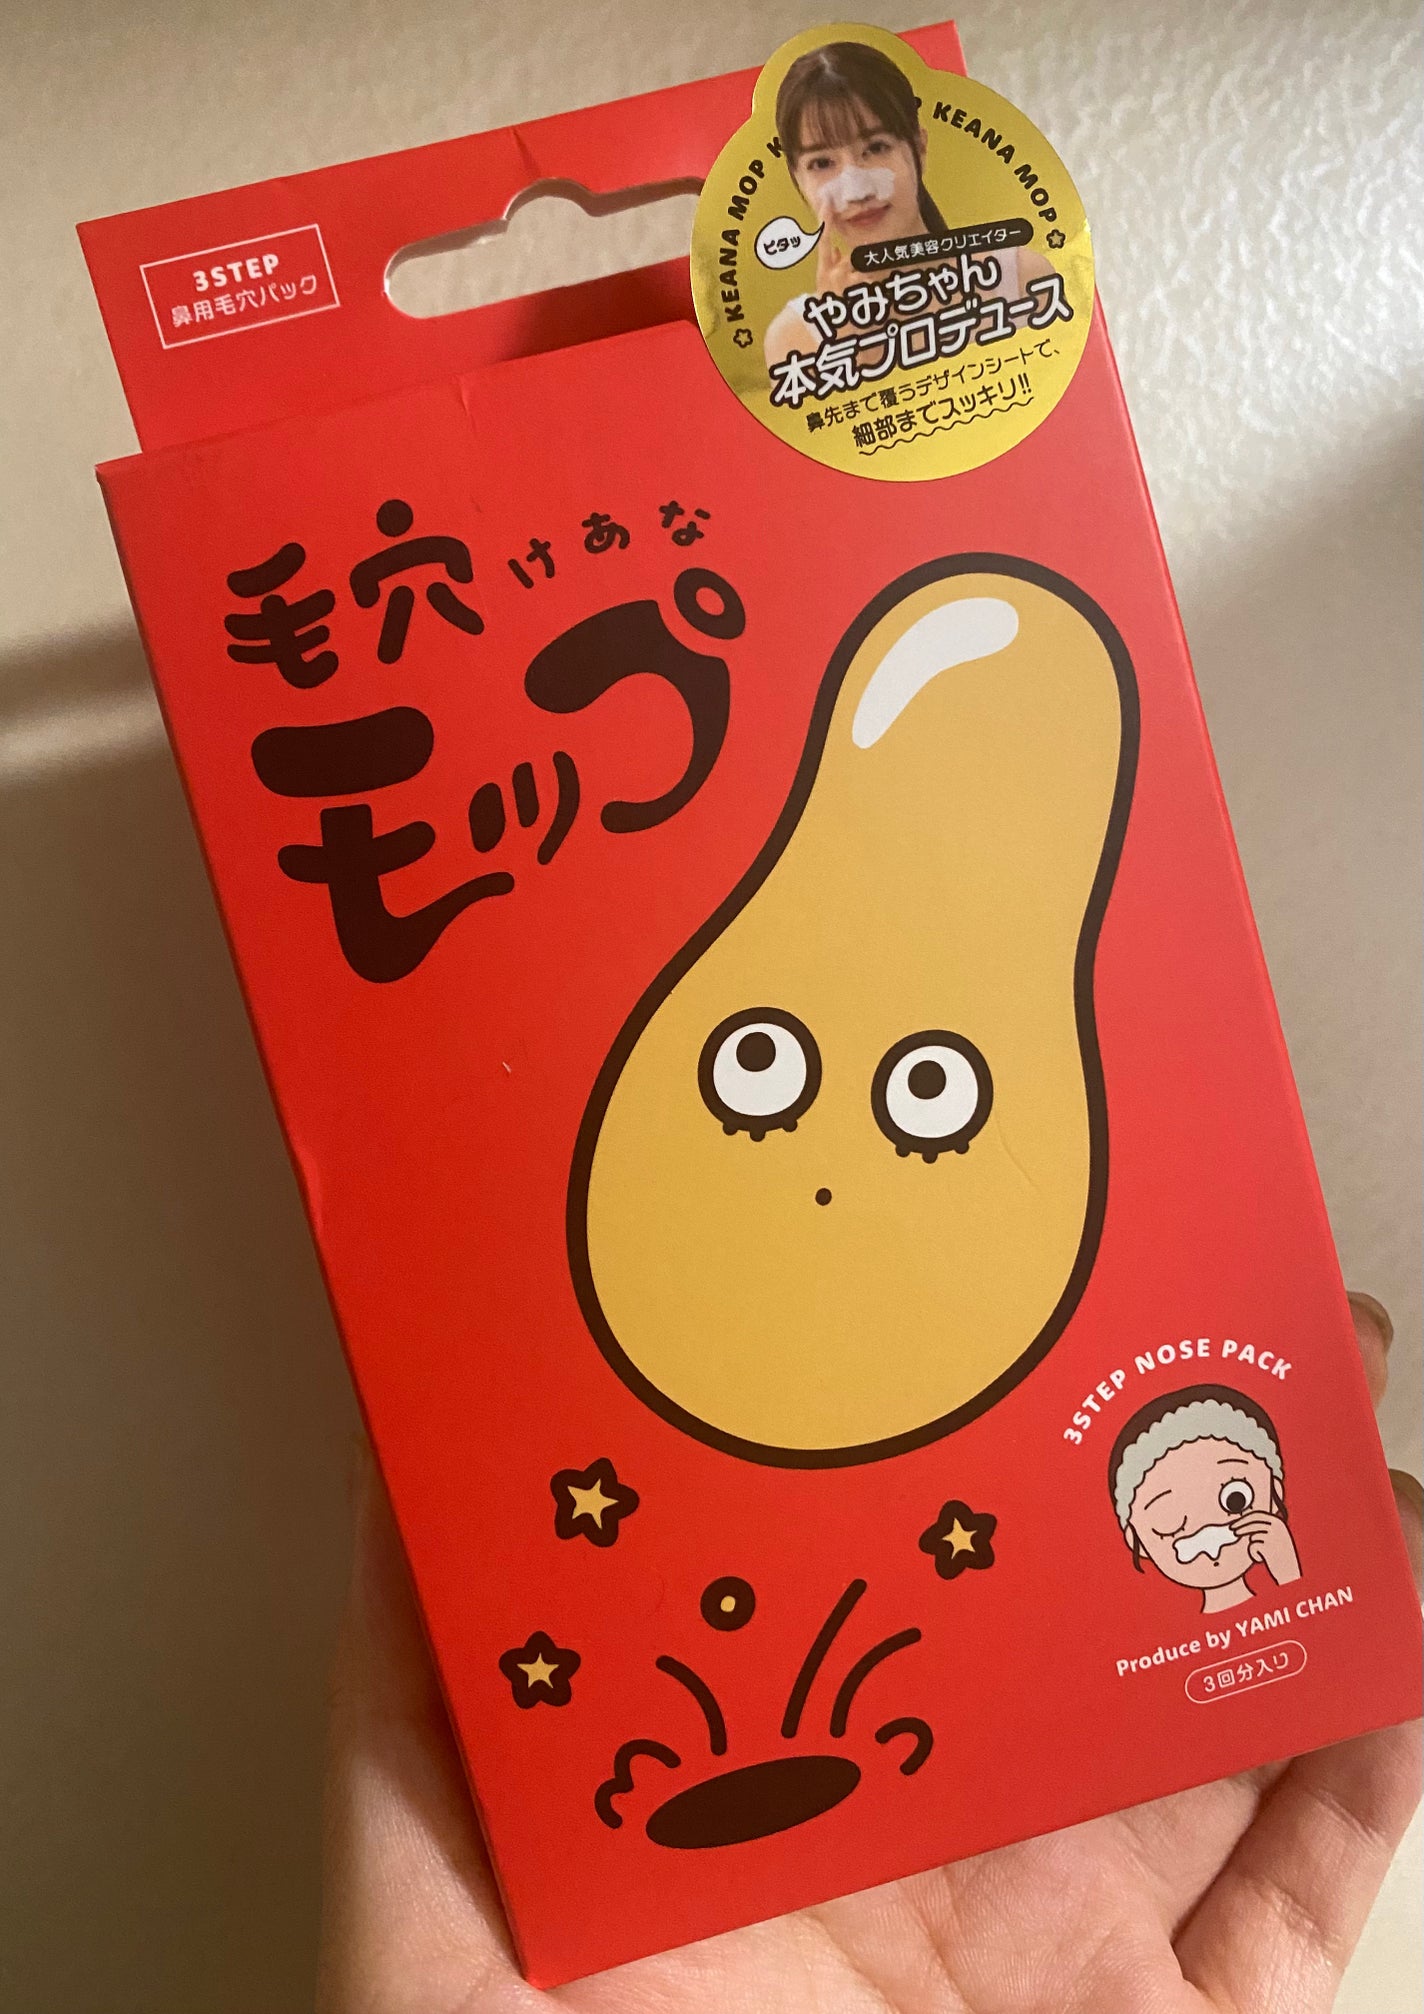 3STEP
鼻用毛穴パック
KEANA MOP KEANA MOP
ピタッ
大人気美容クリエイター
やみちゃん
本気プロデュース
鼻先まで覆うデザインシートで、
細部までスッキリ!!
毛穴けあな
モップ
3STEP NOSE PACK
Produce by YAMI CHAN
3回分入り